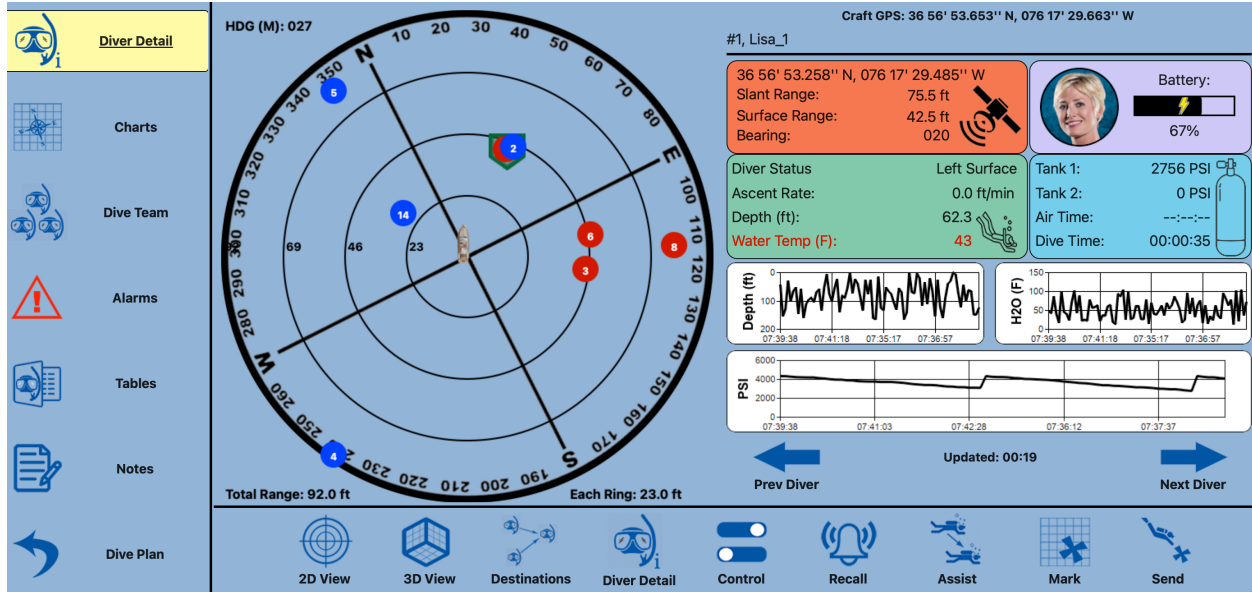 Diver Detail
Charts
Dive Team
Alarms
Tables
Notes
Dive Plan
HDG (M): 027
N
10
20
30
40
50
60
70
80
E
100
110
120
130
140
150
160
170
S
190
200
210
220
230
250
260
W
280
290
300
310
320
330
340
350
69
46
23
5
2
14
6
8
3
4
Total Range: 92.0 ft
Each Ring: 23.0 ft
Craft GPS: 36 56' 53.653'' N, 076 17' 29.663'' W
#1, Lisa_1
36 56' 53.258'' N, 076 17' 29.485'' W
Slant Range: 75.5 ft
Surface Range: 42.5 ft
Bearing: 020
Battery:
67%
Diver Status Left Surface
Ascent Rate: 0.0 ft/min
Depth (ft): 62.3
Water Temp (F): 43
Tank 1: 2756 PSI
Tank 2: 0 PSI
Air Time: --:--:--
Dive Time: 00:00:35
Depth (ft)
0
100
200
07:39:38 07:41:18 07:35:17 07:36:57
H2O (F)
150
100
50
0
07:39:38 07:41:18 07:35:17 07:36:57
PSI
6000
4000
2000
0
07:39:38 07:41:03 07:42:28 07:36:12 07:37:37
Prev Diver
Updated: 00:19
Next Diver
2D View
3D View
Destinations
Diver Detail
Control
Recall
Assist
Mark
Send
i
i